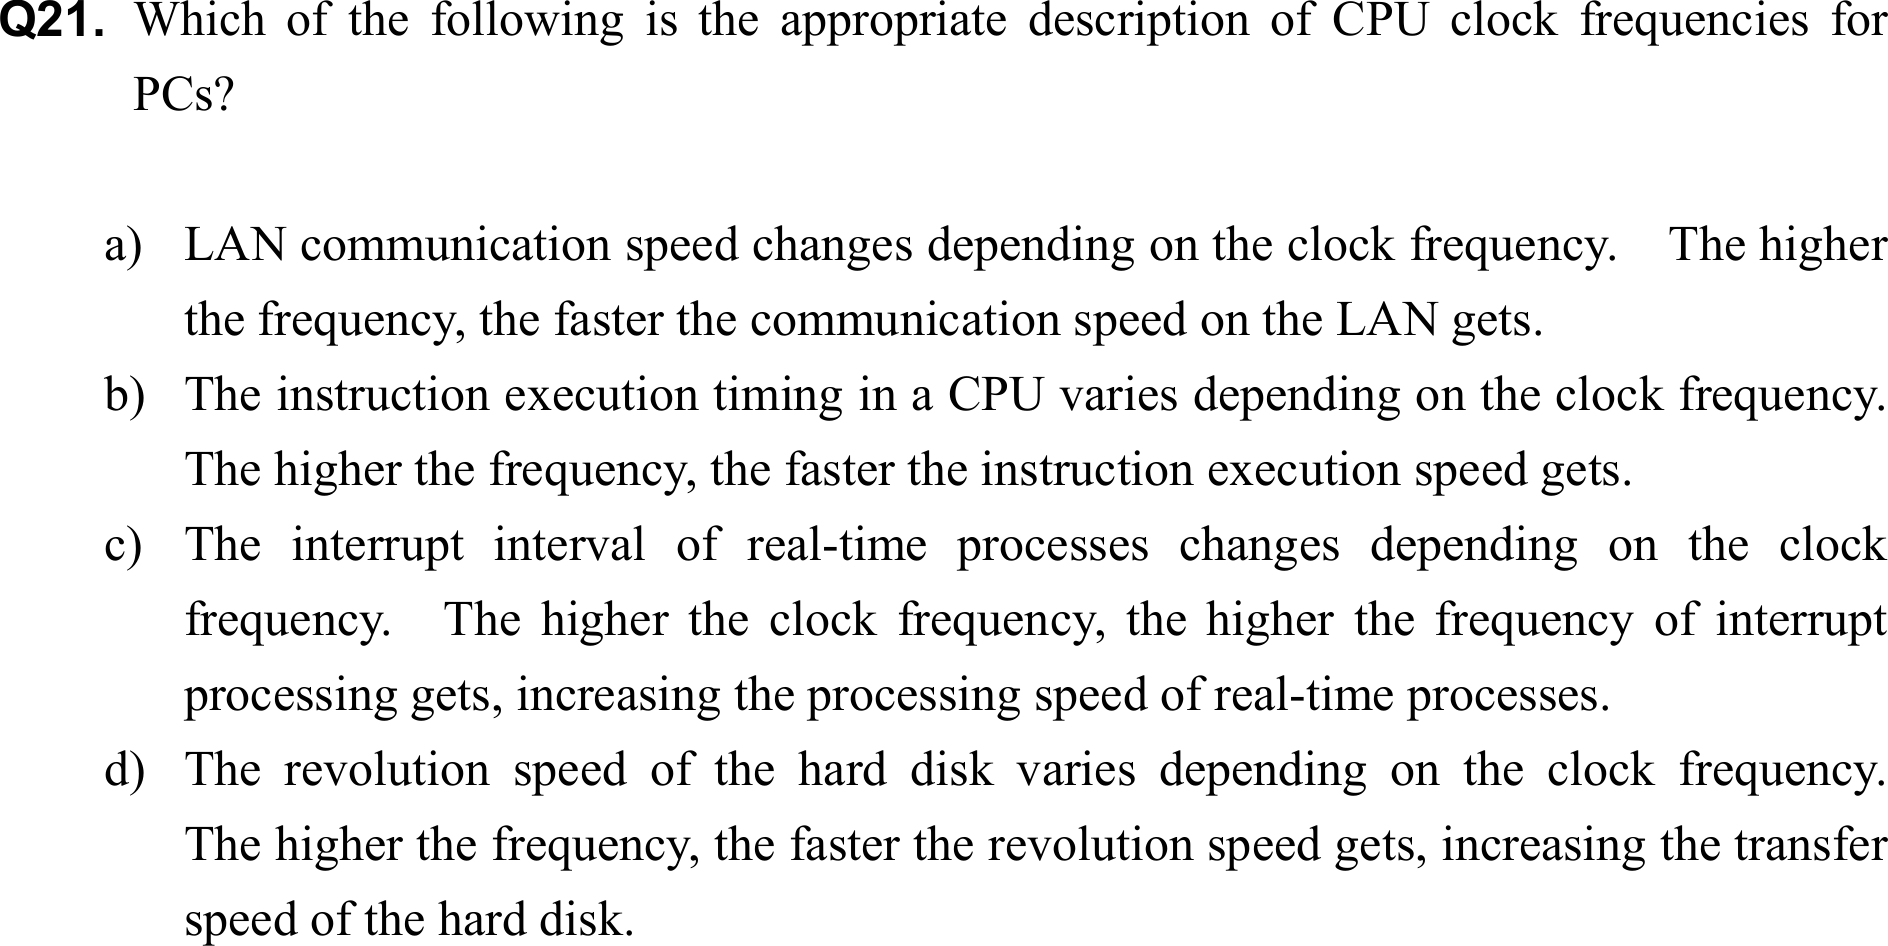 Q21. Which of the following is the appropriate description of CPU clock frequencies for
PCs?
a) LAN communication speed changes depending on the clock frequency. The higher
the frequency, the faster the communication speed on the LAN gets.
b) The instruction execution timing in a CPU varies depending on the clock frequency.
The higher the frequency, the faster the instruction execution speed gets.
c) The interrupt interval of real-time processes changes depending on the clock
frequency. The higher the clock frequency, the higher the frequency of interrupt
processing gets, increasing the processing speed of real-time processes.
d) The revolution speed of the hard disk varies depending on the clock frequency.
The higher the frequency, the faster the revolution speed gets, increasing the transfer
speed of the hard disk.